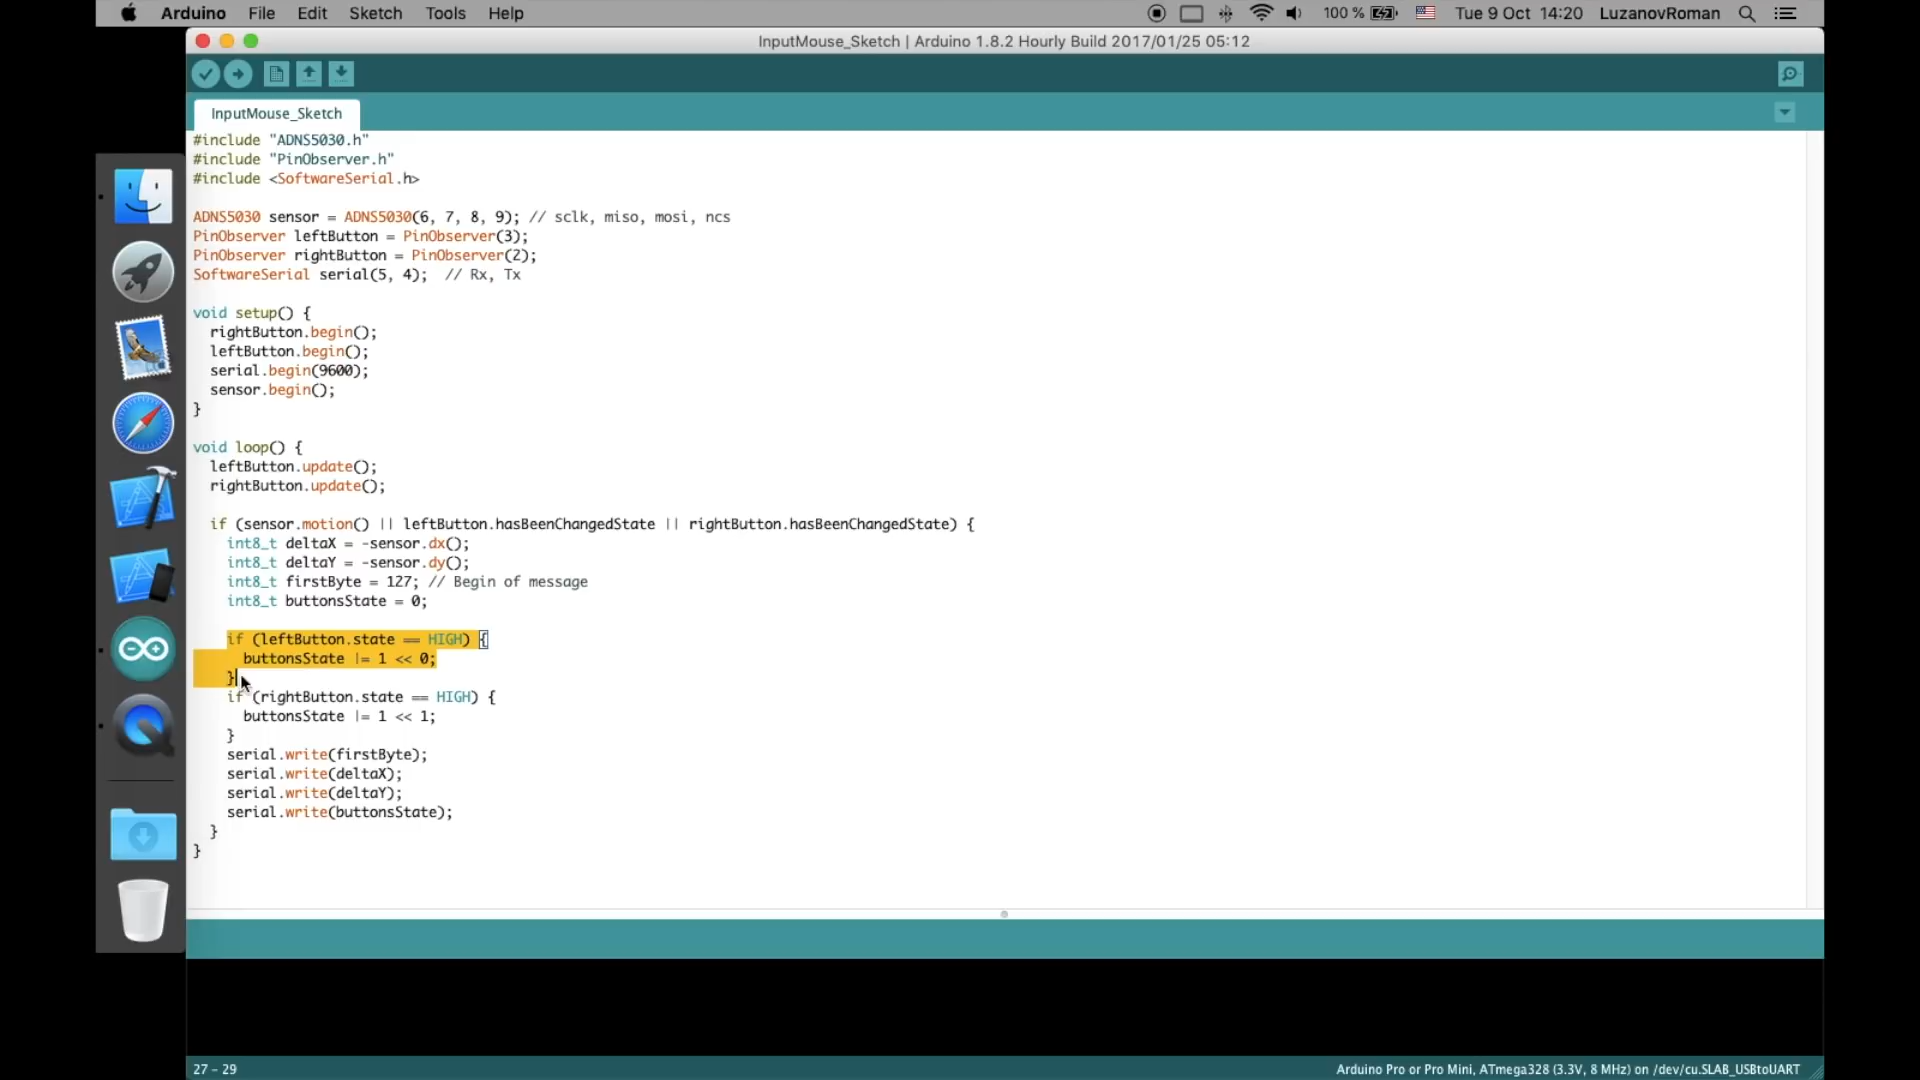 Arduino File Edit Sketch Tools Help 100 % Tue 9 Oct 14:20 LuzanovRoman
InputMouse_Sketch | Arduino 1.8.2 Hourly Build 2017/01/25 05:12
InputMouse_Sketch
#include "ADNS5030.h"
#include "PinObserver.h"
#include <SoftwareSerial.h>
ADNS5030 sensor = ADNS5030(6, 7, 8, 9); // sclk, miso, mosi, ncs
PinObserver leftButton = PinObserver(3);
PinObserver rightButton = PinObserver(2);
SoftwareSerial serial(5, 4);  // Rx, Tx
void setup() {
  rightButton.begin();
  leftButton.begin();
  serial.begin(9600);
  sensor.begin();
}
void loop() {
  leftButton.update();
  rightButton.update();
  if (sensor.motion() || leftButton.hasBeenChangedState || rightButton.hasBeenChangedState) {
    int8_t deltaX = -sensor.dx();
    int8_t deltaY = -sensor.dy();
    int8_t firstByte = 127; // Begin of message
    int8_t buttonsState = 0;
    if (leftButton.state == HIGH) {
      buttonsState |= 1 << 0;
    }
    if (rightButton.state == HIGH) {
      buttonsState |= 1 << 1;
    }
    serial.write(firstByte);
    serial.write(deltaX);
    serial.write(deltaY);
    serial.write(buttonsState);
  }
}
27 - 29 Arduino Pro or Pro Mini, ATmega328 (3.3V, 8 MHz) on /dev/cu.SLAB_USBtoUART